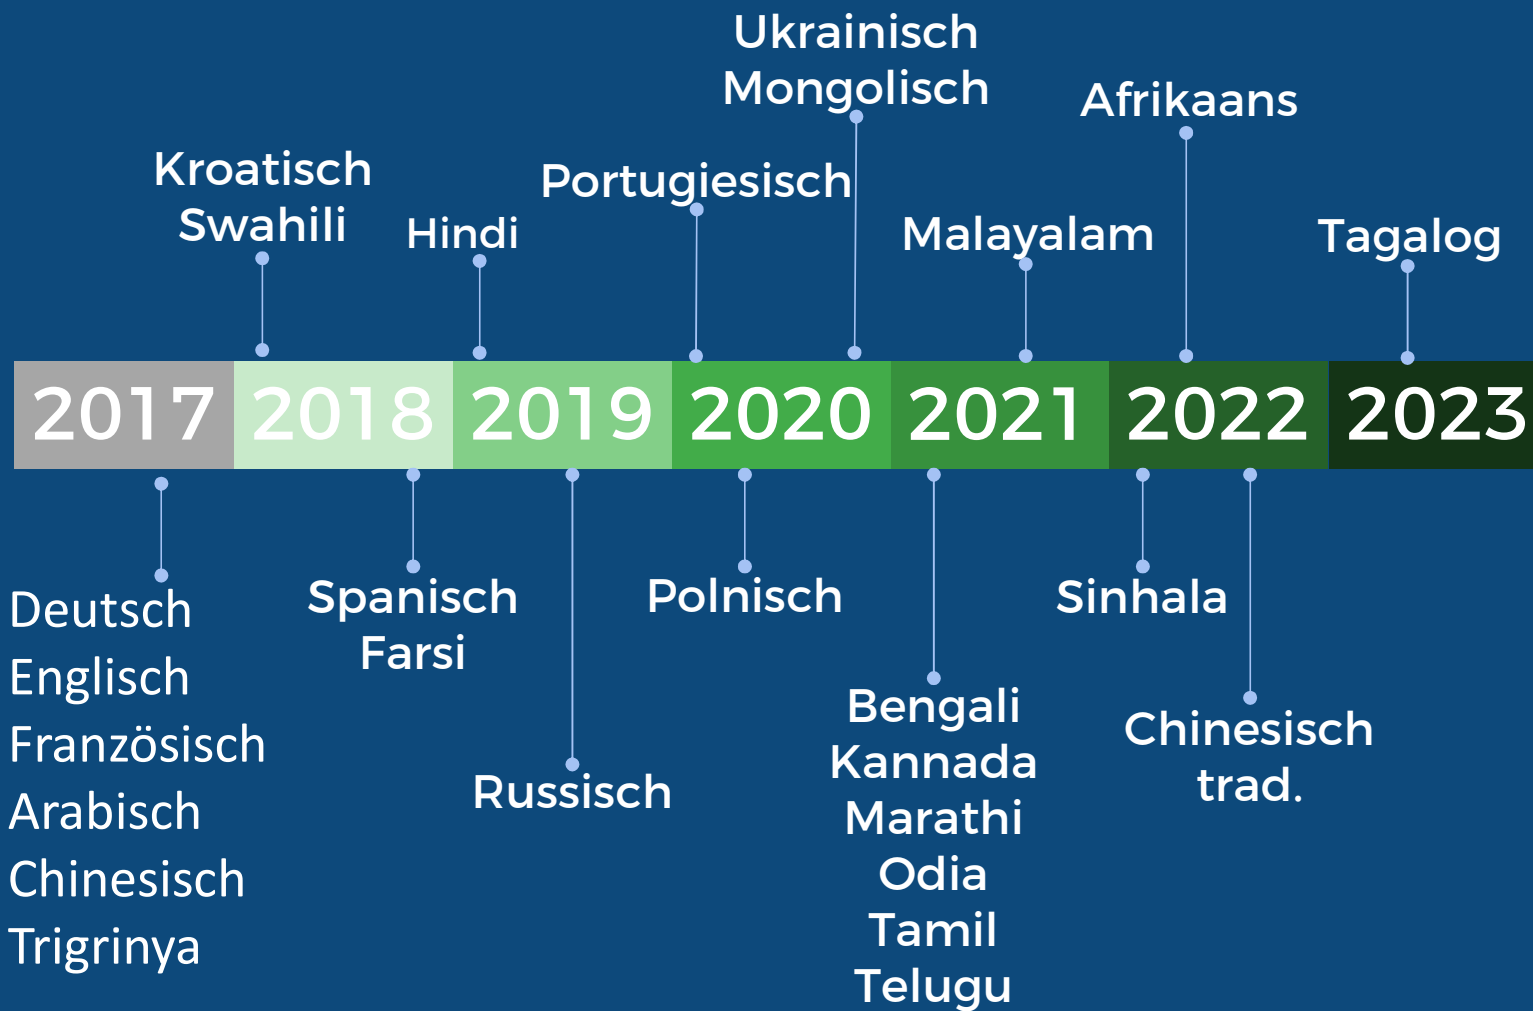 Ukrainisch
Mongolisch
Afrikaans
Kroatisch
Swahili
Hindi
Portugiesisch
Malayalam
Tagalog
2017 2018 2019 2020 2021 2022 2023
Deutsch
Englisch
Französisch
Arabisch
Chinesisch
Trigrinya
Spanisch
Farsi
Russisch
Polnisch
Bengali
Kannada
Marathi
Odia
Tamil
Telugu
Sinhala
Chinesisch
trad.